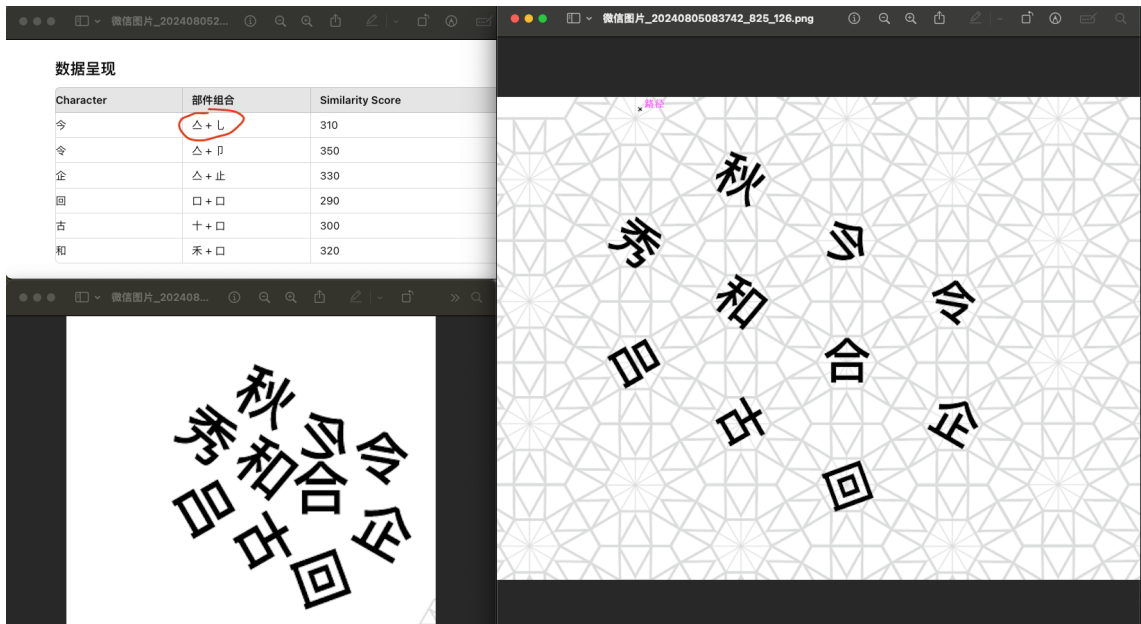 微信图片_202408052...
数据呈现
Character 部件组合 Similarity Score
今 亼 + ㇃ 310
令 亼 + 卩 350
企 亼 + 止 330
回 口 + 口 290
古 十 + 口 300
和 禾 + 口 320
微信图片_202408...
秋
秀 今 令
和 合
吕 企
古
回
微信图片_20240805083742_825_126.png
路径
秋
秀 今
和 令
吕 合
古 企
回